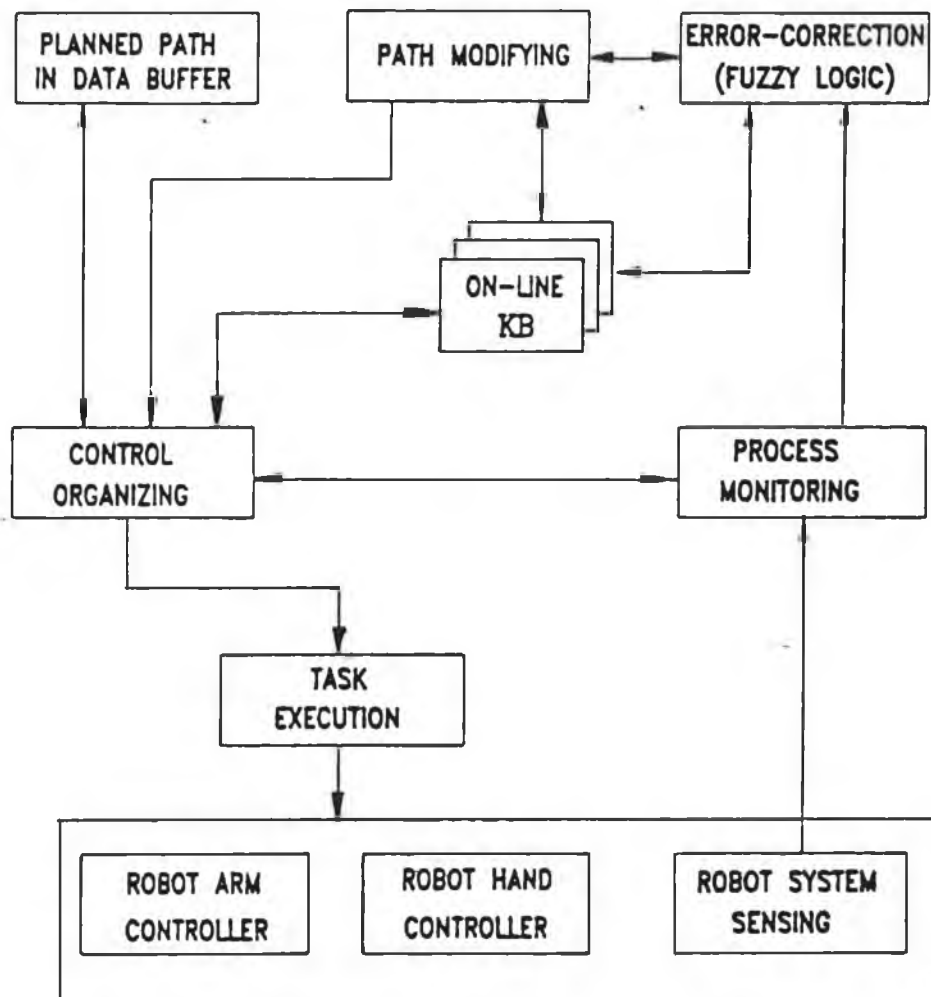 PLANNED PATH
IN DATA BUFFER
PATH MODIFYING
ERROR-CORRECTION
(FUZZY LOGIC)
ON-LINE
KB
CONTROL
ORGANIZING
PROCESS
MONITORING
TASK
EXECUTION
ROBOT ARM
CONTROLLER
ROBOT HAND
CONTROLLER
ROBOT SYSTEM
SENSING